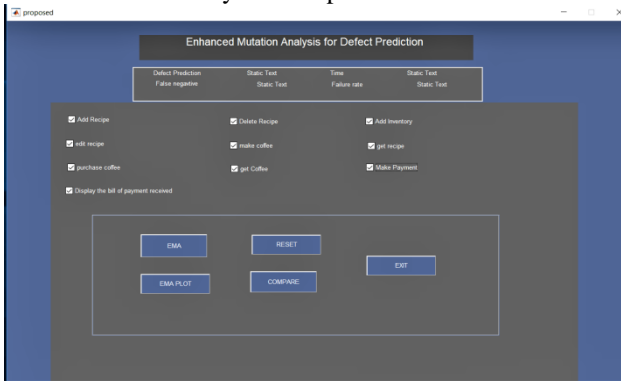 proposed
Enhanced Mutation Analysis for Defect Prediction
Defect Prediction Static Text Time Static Text
False negavtive Static Text Failure rate Static Text
Add Recipe Delete Recipe Add Inventory
edit recipe make coffee get recipe
purchase coffee get Coffee Make Payment
Display the bill of payment received
EMA RESET
EXIT
EMA PLOT COMPARE